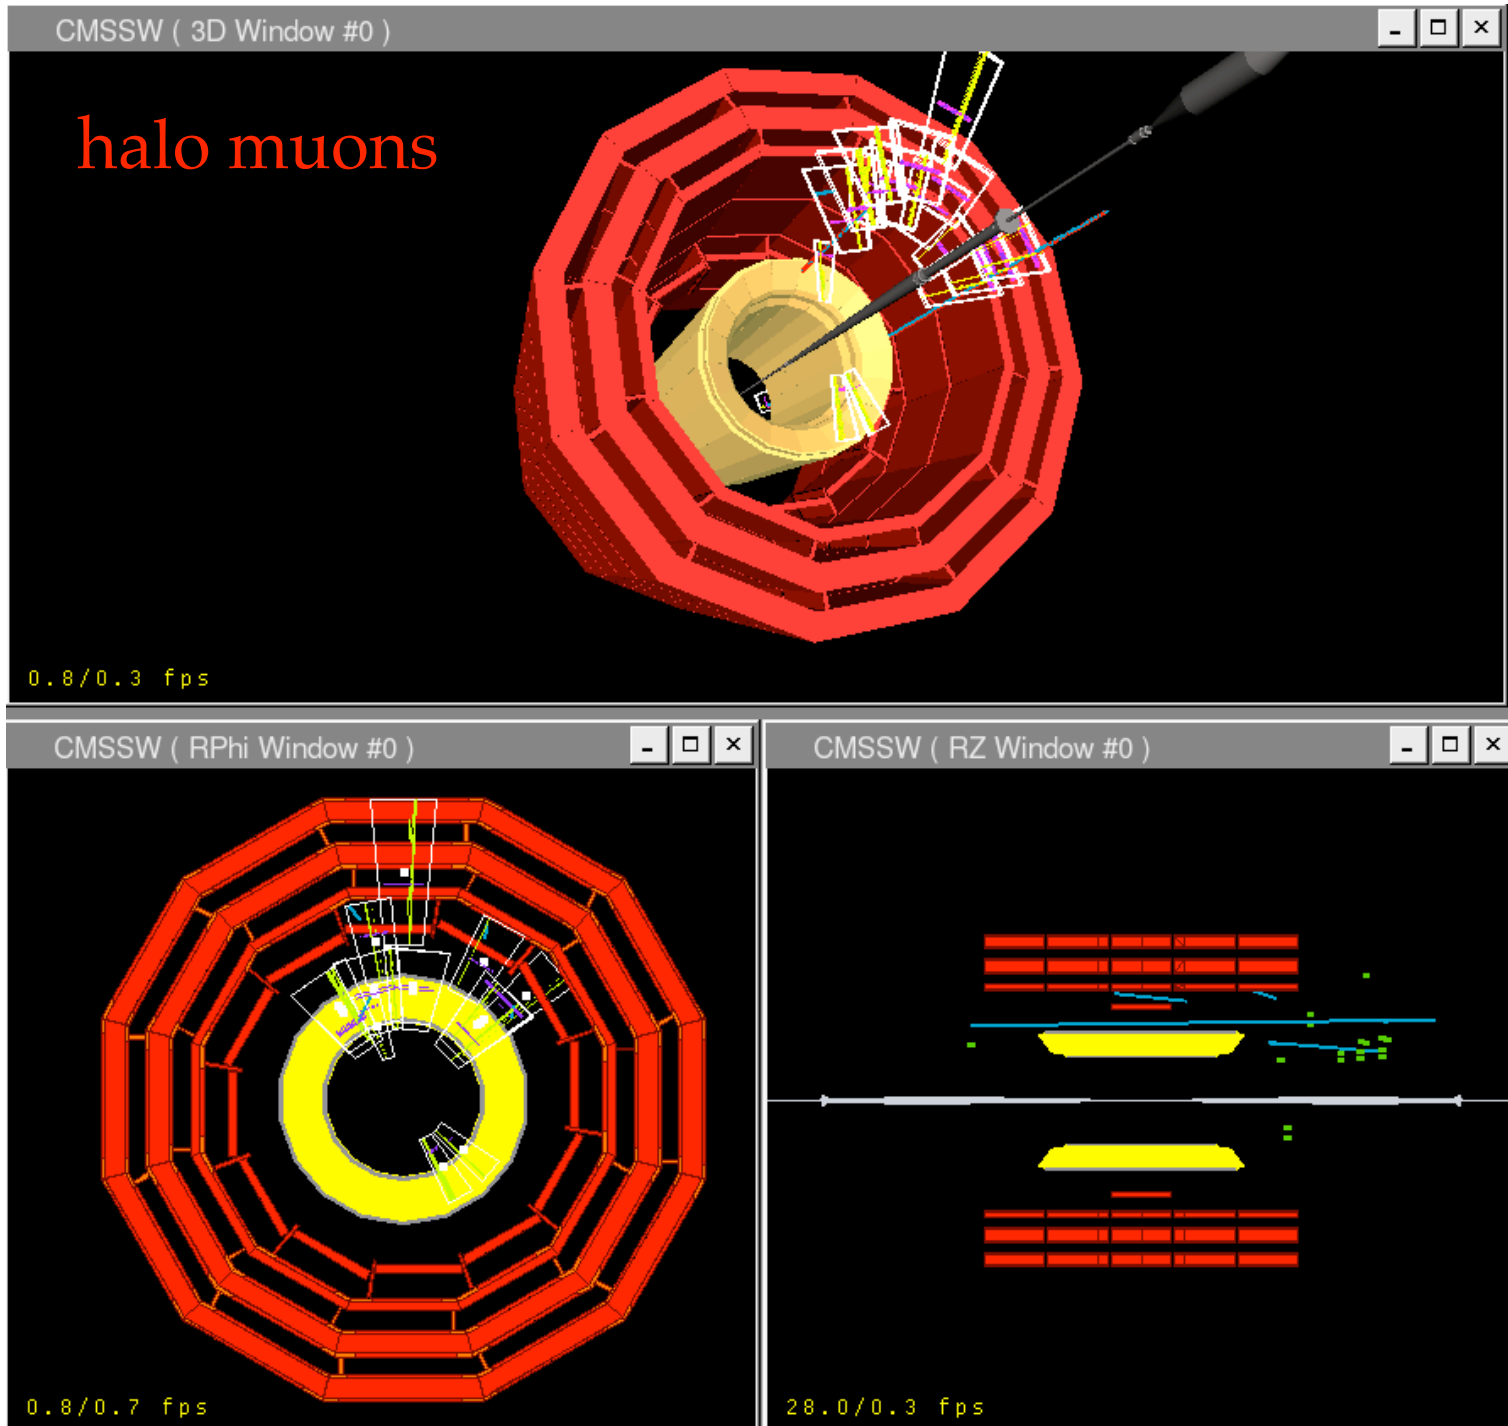 CMSSW ( 3D Window #0 )
halo muons
0.8/0.3 fps
CMSSW ( RPhi Window #0 )
0.8/0.7 fps
CMSSW ( RZ Window #0 )
28.0/0.3 fps